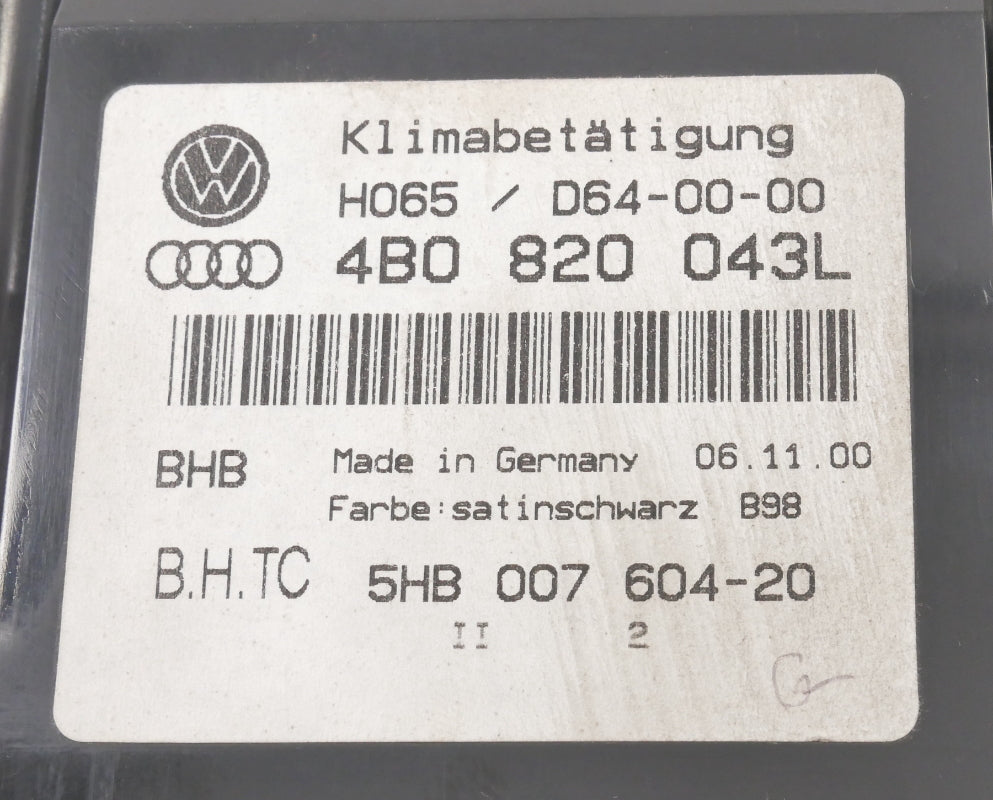 Klimabetätigung
H065 / D64-00-00
4B0 820 043L
BHB Made in Germany 06.11.00
Farbe:satinschwarz B98
B.H.TC 5HB 007 604-20
II 2